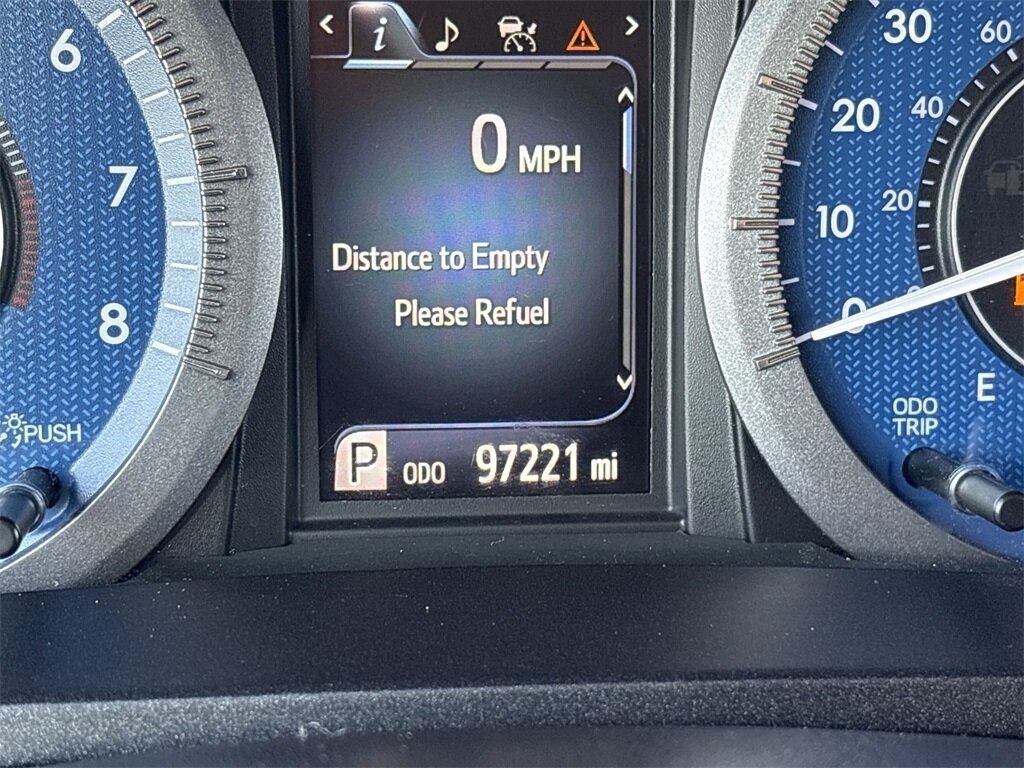 6
7
8
PUSH
i
0 MPH
Distance to Empty
Please Refuel
P ODO 97221 mi
30
20
10
0
60
40
20
E
ODO
TRIP